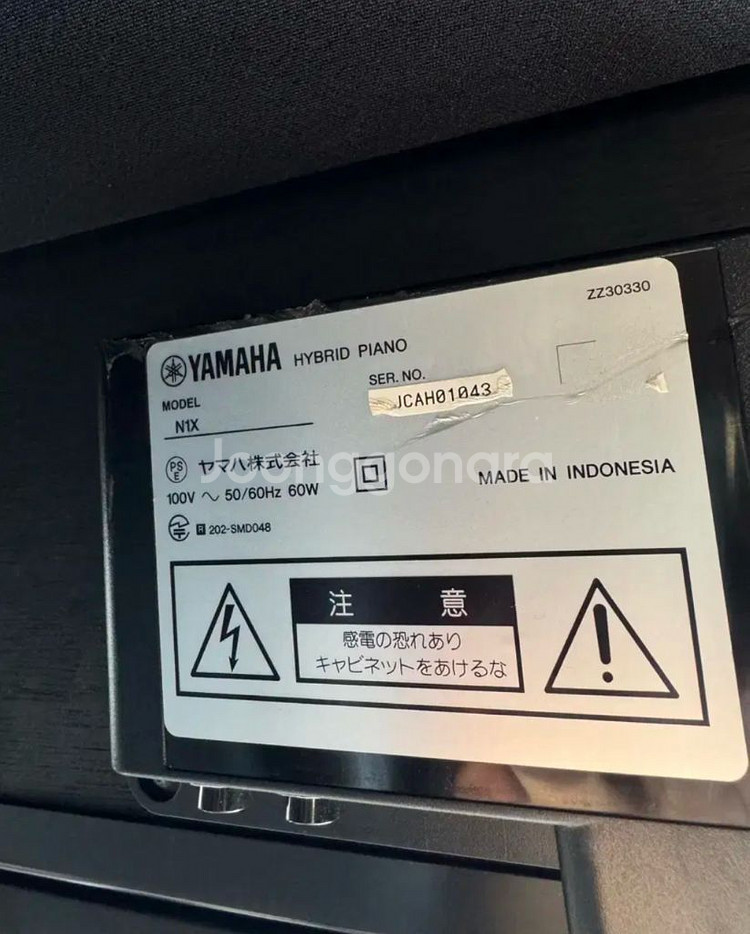 ZZ30330
YAMAHA HYBRID PIANO
MODEL
N1X
SER. NO.
JCAH01043
PS
E
ヤマハ株式会社
100V ～ 50/60Hz 60W
MADE IN INDONESIA
R 202-SMD048
Joonggonara
注 意
感電の恐れあり
キャビネットをあけるな